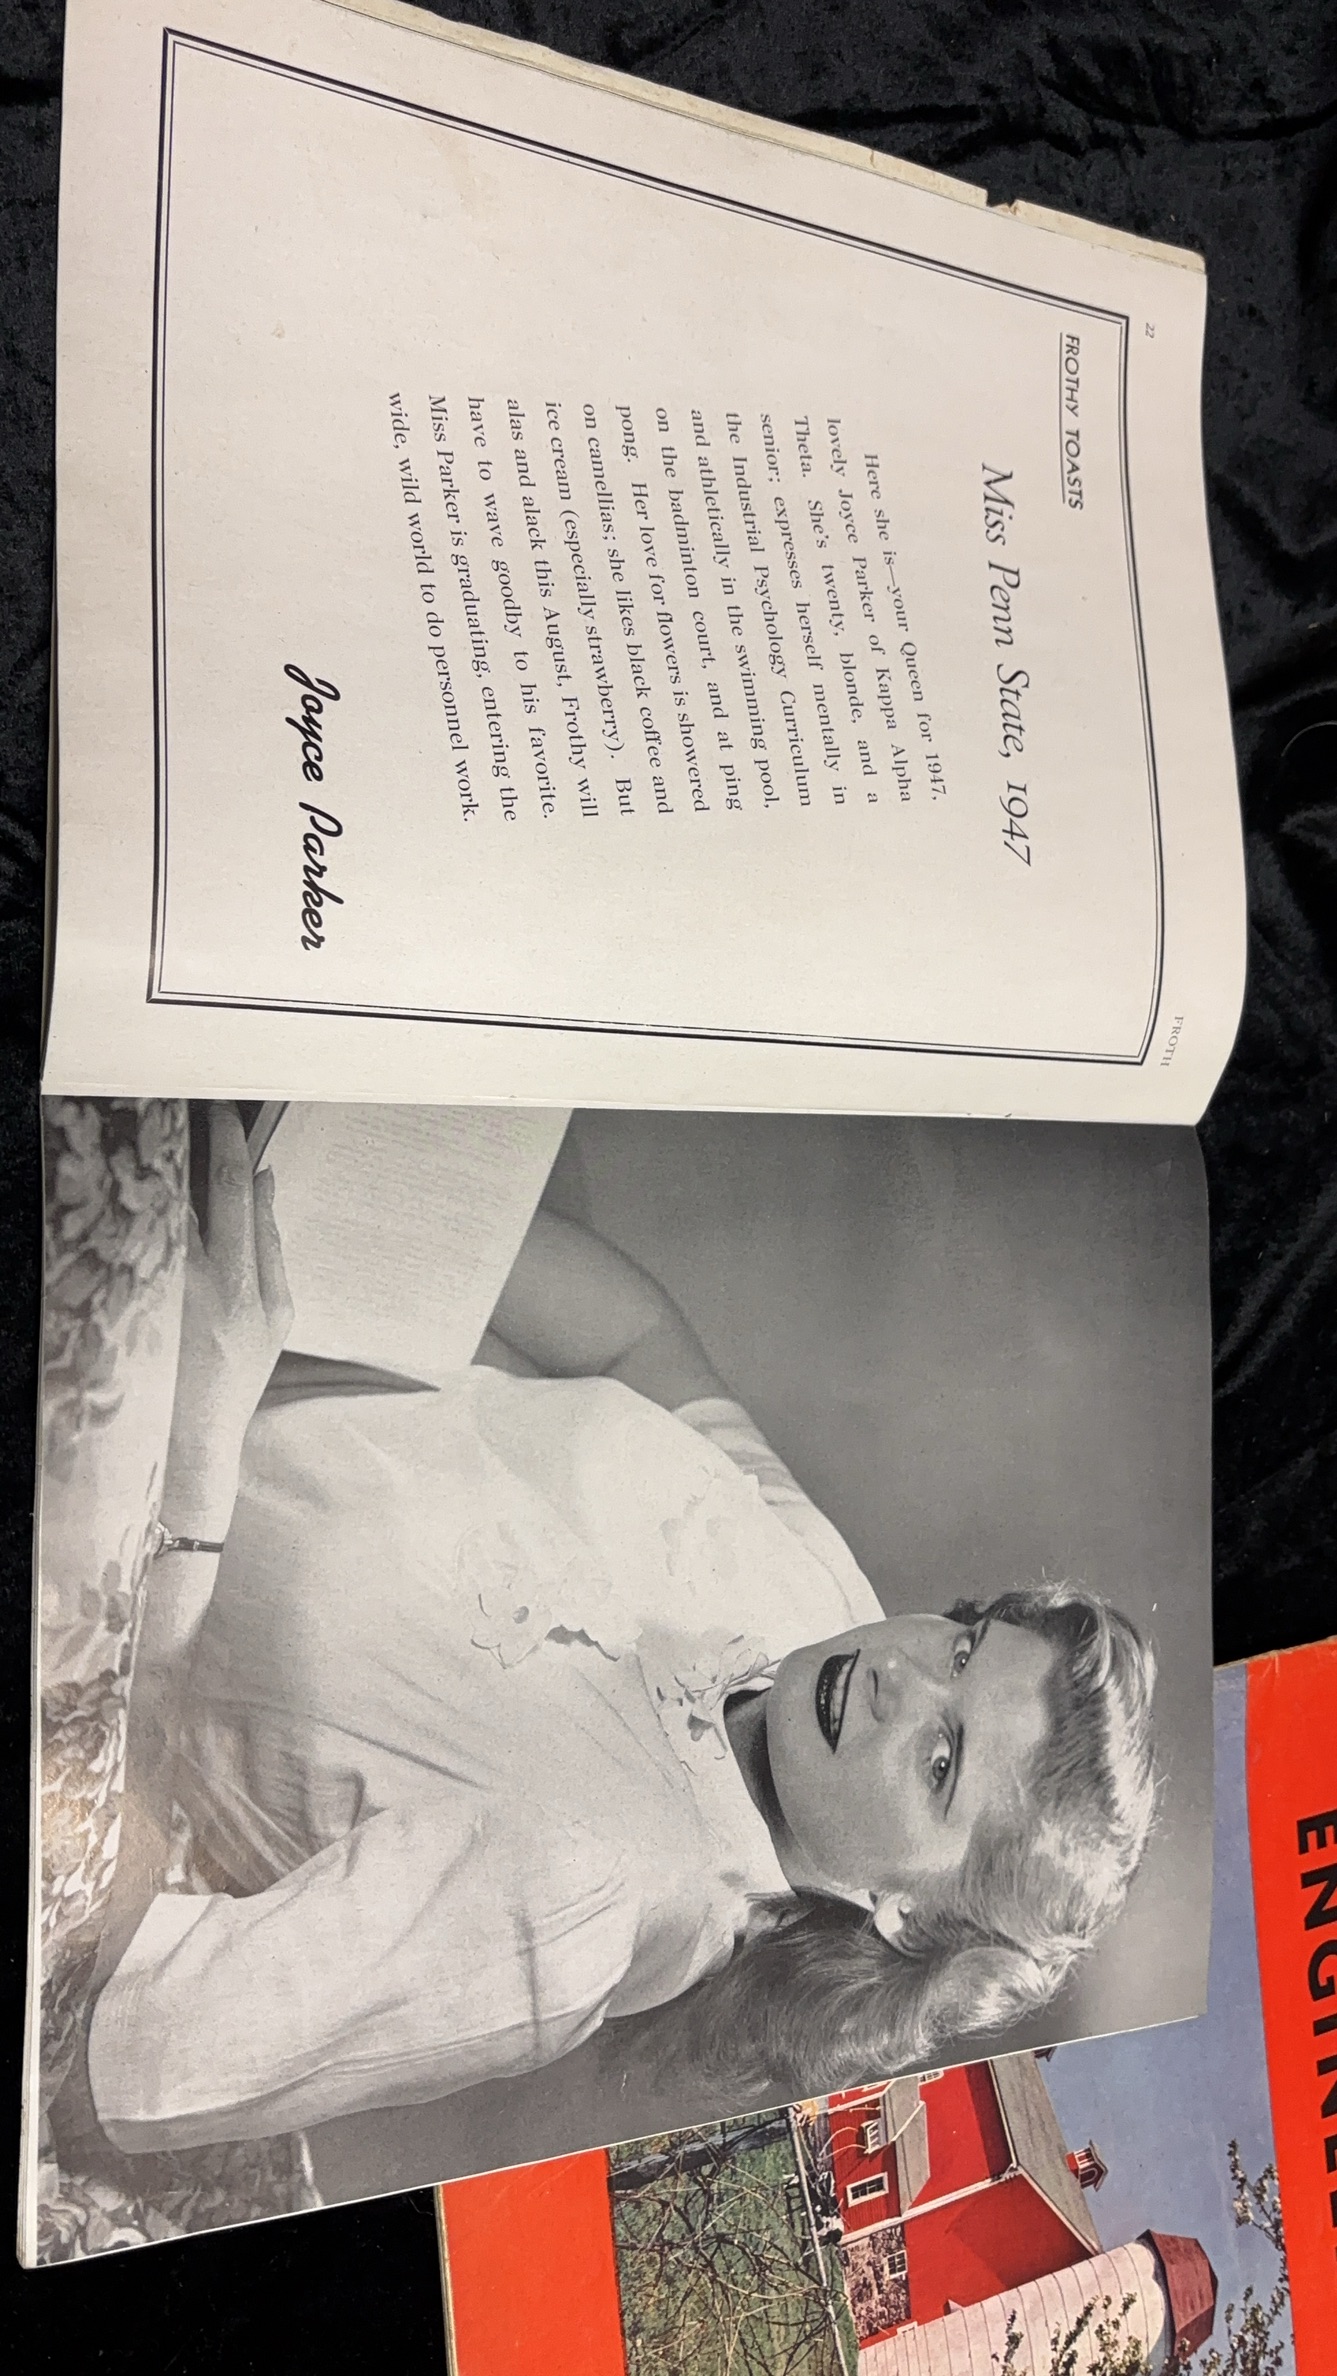 22
FROTH
FROTHY TOASTS
Miss Penn State, 1947
Here she is—your Queen for 1947,
lovely Joyce Parker of Kappa Alpha
Theta. She's twenty, blonde, and a
senior; expresses herself mentally in
the Industrial Psychology Curriculum
and athletically in the swimming pool,
on the badminton court, and at ping
pong. Her love for flowers is showered
on camellias; she likes black coffee and
ice cream (especially strawberry). But
alas and alack this August, Frothy will
have to wave goodby to his favorite.
Miss Parker is graduating, entering the
wide, wild world to do personnel work.
Joyce Parker
ENGINE